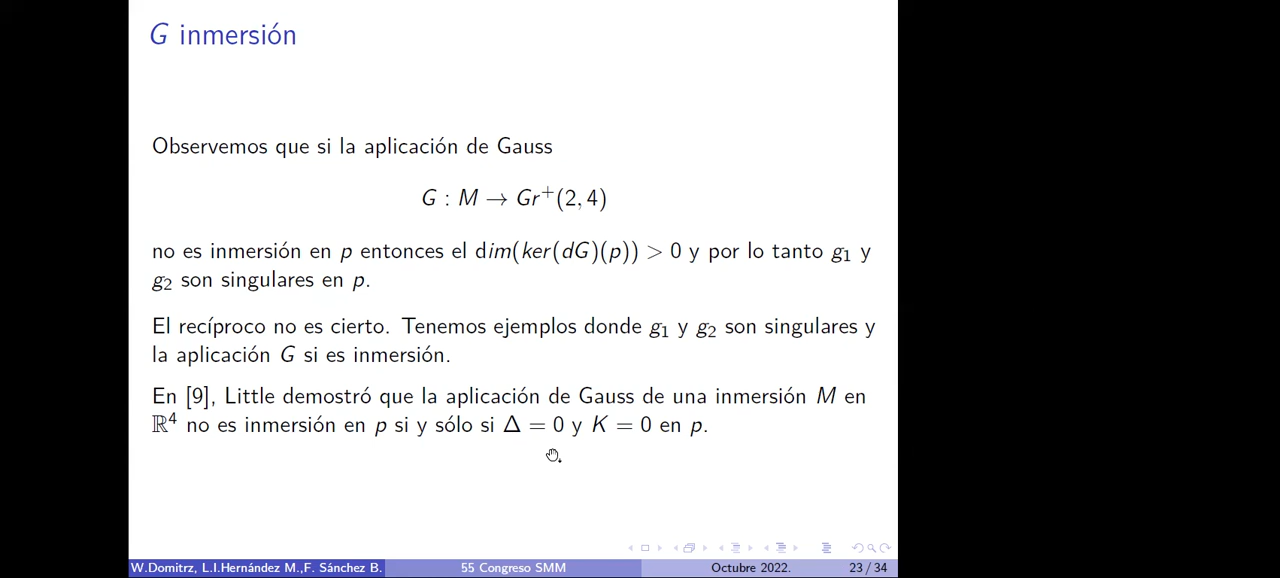 G inmersión
Observemos que si la aplicación de Gauss
G : M → Gr⁺(2, 4)
no es inmersión en p entonces el dim(ker(dG)(p)) > 0 y por lo tanto g₁ y
g₂ son singulares en p.
El recíproco no es cierto. Tenemos ejemplos donde g₁ y g₂ son singulares y
la aplicación G si es inmersión.
En [9], Little demostró que la aplicación de Gauss de una inmersión M en
ℝ⁴ no es inmersión en p si y sólo si Δ = 0 y K = 0 en p.
W.Domitrz, L.I.Hernández M.,F. Sánchez B. 55 Congreso SMM Octubre 2022. 23 / 34